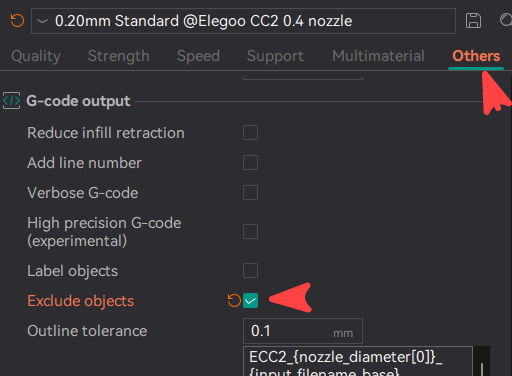 0.20mm Standard @Elegoo CC2 0.4 nozzle
Quality Strength Speed Support Multimaterial Others
G-code output
Reduce infill retraction
Add line number
Verbose G-code
High precision G-code
(experimental)
Label objects
Exclude objects
Outline tolerance 0.1 mm
ECC2_{nozzle_diameter[0]}_
{input_filename_base}